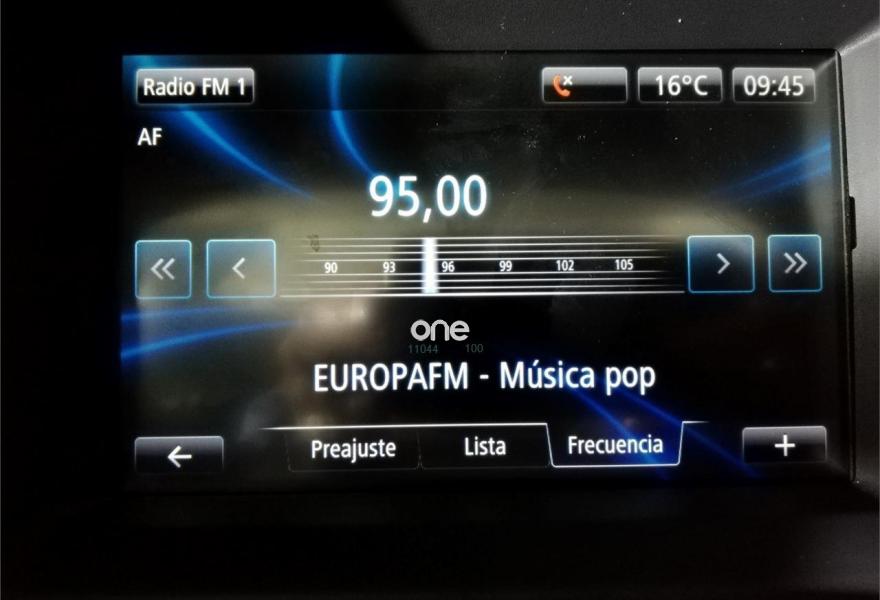 Radio FM 1
16°C
09:45
AF
95,00
90 93 96 99 102 105
one
11044 100
EUROPAFM - Música pop
Preajuste Lista Frecuencia